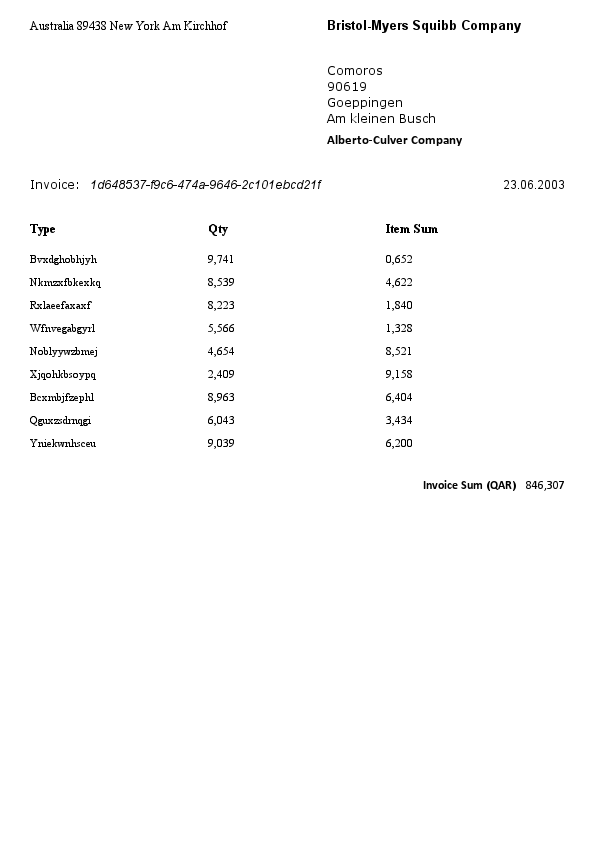 Australia 89438 New York Am Kirchhof
Bristol-Myers Squibb Company
Comoros
90619
Goeppingen
Am kleinen Busch
Alberto-Culver Company
Invoice: 1d648537-f9c6-474a-9646-2c101ebcd21f 23.06.2003
Type Qty Item Sum
Bvxdghobhjyh 9,741 0,652
Nkmzxfbkexkq 8,539 4,622
Rxlaeefaxaxf 8,223 1,840
Wfnvegabgyrl 5,566 1,328
Noblyywzbmej 4,654 8,521
Xjqohkbsoypq 2,409 9,158
Bcxmbjfzephl 8,963 6,404
Qguxzsdrnqgi 6,043 3,434
Yniekwnhsceu 9,039 6,200
Invoice Sum (QAR) 846,307